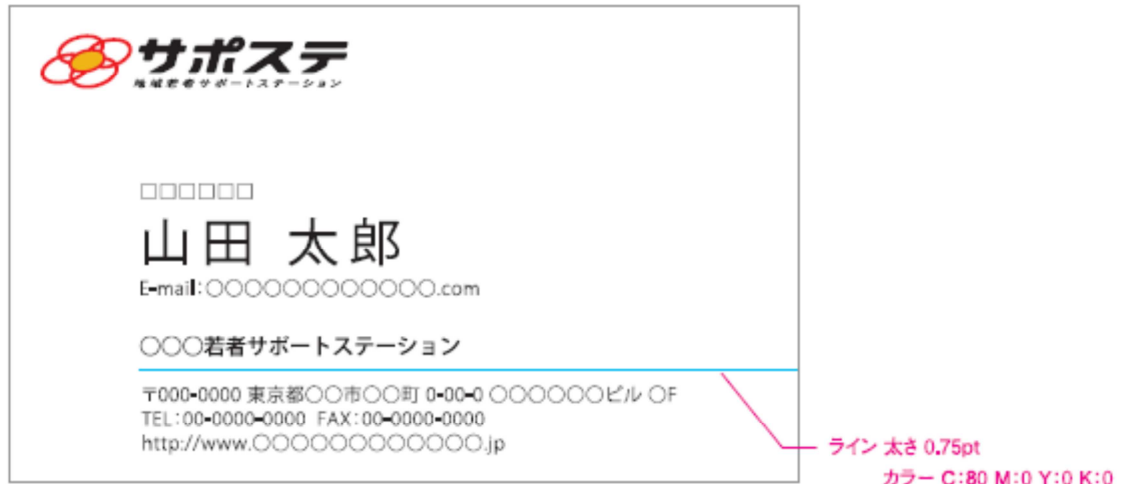 サポステ
地域若者サポートステーション
□□□□□□
山田 太郎
E-mail:○○○○○○○○○○○○.com
○○○若者サポートステーション
〒000-0000 東京都○○市○○町 0-00-0 ○○○○○○ビル ○F
TEL:00-0000-0000 FAX:00-0000-0000
http://www.○○○○○○○○○○○○.jp
ライン 太さ 0.75pt
カラー C:80 M:0 Y:0 K:0